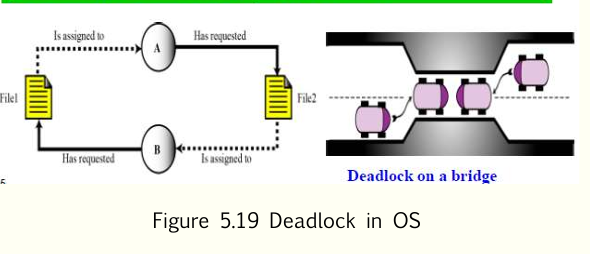 Is assigned to
A
Has requested
File1
File2
Has requested
B
Is assigned to
Deadlock on a bridge
Figure 5.19 Deadlock in OS